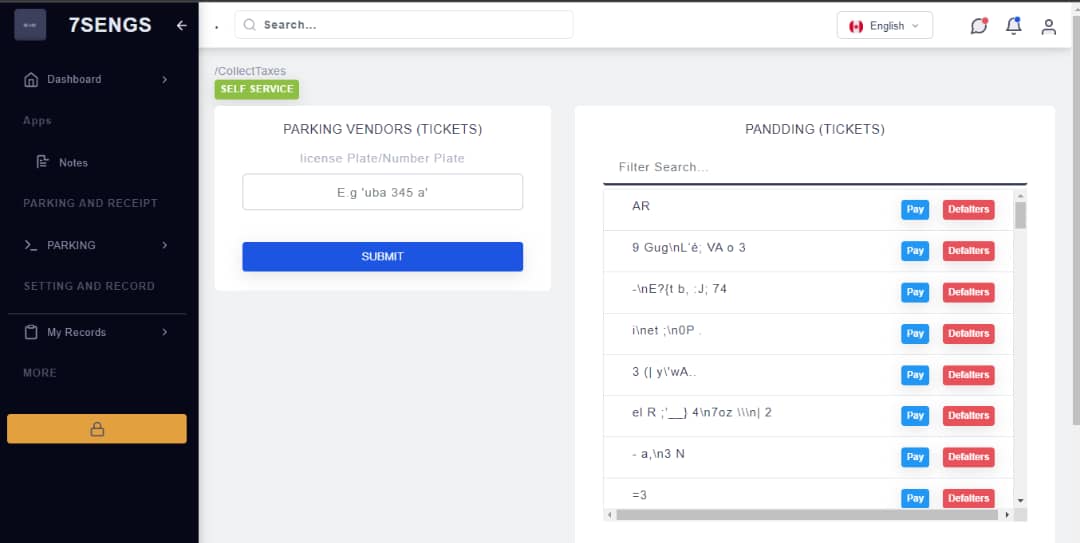 7SENGS
Search...
English
Dashboard
Apps
Notes
PARKING AND RECEIPT
PARKING
SETTING AND RECORD
My Records
MORE
/CollectTaxes
SELF SERVICE
PARKING VENDORS (TICKETS)
license Plate/Number Plate
E.g 'uba 345 a'
SUBMIT
PANDDING (TICKETS)
Filter Search...
AR Pay Defalters
9 Gug\nL'é; VA o 3 Pay Defalters
-\nE?{t b, :J; 74 Pay Defalters
i\net ;\n0P . Pay Defalters
3 (| y\'wA.. Pay Defalters
el R ;'__} 4\n7oz \\\n| 2 Pay Defalters
- a,\n3 N Pay Defalters
=3 Pay Defalters